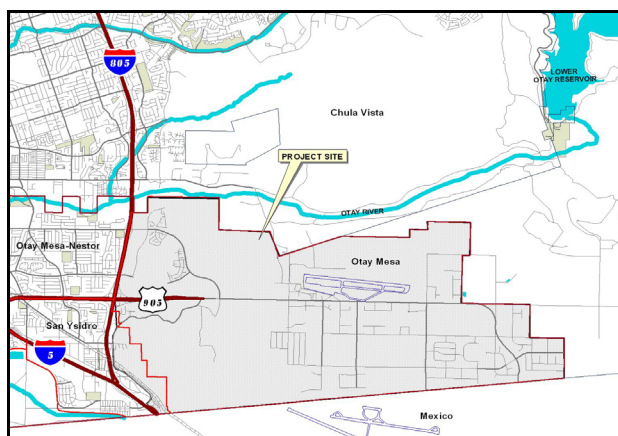 805
LOWER
OTAY RESERVOIR
Chula Vista
PROJECT SITE
OTAY RIVER
Otay Mesa-Nestor
Otay Mesa
905
San Ysidro
5
Mexico